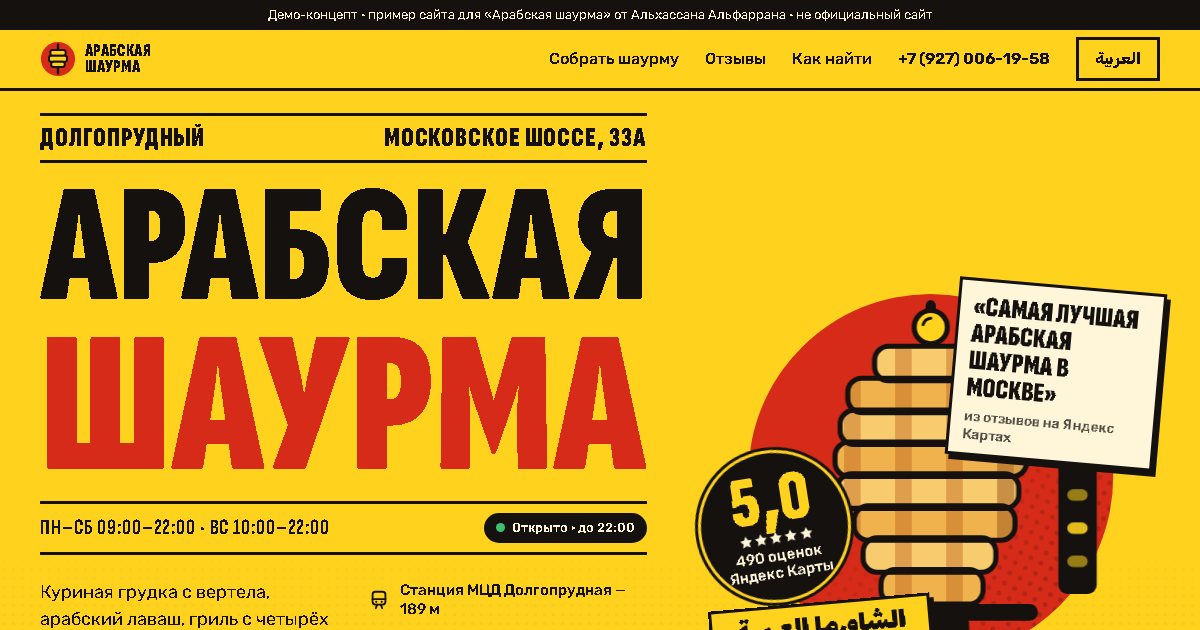 Демо-концепт · пример сайта для «Арабская шаурма» от Альхассана Альфаррана · не официальный сайт
АРАБСКАЯ
ШАУРМА
Собрать шаурму
Отзывы
Как найти
+7 (927) 006-19-58
العربية
ДОЛГОПРУДНЫЙ
МОСКОВСКОЕ ШОССЕ, 33А
АРАБСКАЯ
ШАУРМА
ПН–СБ 09:00–22:00 · ВС 10:00–22:00
Открыто · до 22:00
Куриная грудка с вертела,
арабский лаваш, гриль с четырёх
Станция МЦД Долгопрудная —
189 м
«САМАЯ ЛУЧШАЯ
АРАБСКАЯ
ШАУРМА В
МОСКВЕ»
из отзывов на Яндекс
Картах
5,0
★★★★★
490 оценок
Яндекс Карты
الشاورما العربية